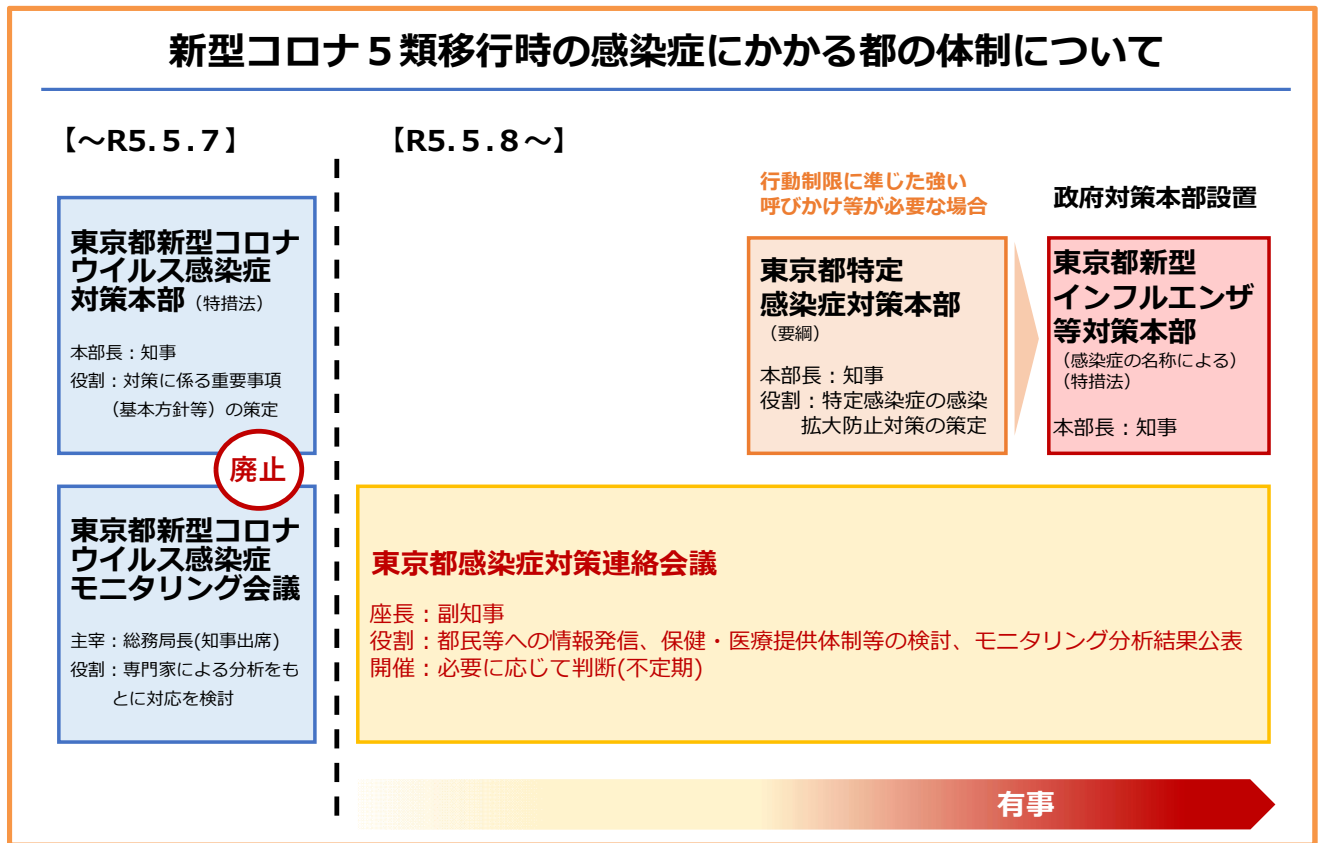 新型コロナ５類移行時の感染症にかかる都の体制について
【～R5.5.7】
東京都新型コロナ
ウイルス感染症
対策本部（特措法）
本部長：知事
役割：対策に係る重要事項
（基本方針等）の策定
廃止
東京都新型コロナ
ウイルス感染症
モニタリング会議
主宰：総務局長(知事出席)
役割：専門家による分析をも
とに対応を検討
【R5.5.8～】
行動制限に準じた強い
呼びかけ等が必要な場合
東京都特定
感染症対策本部
（要綱）
本部長：知事
役割：特定感染症の感染
拡大防止対策の策定
政府対策本部設置
東京都新型
インフルエンザ
等対策本部
（感染症の名称による）
（特措法）
本部長：知事
東京都感染症対策連絡会議
座長：副知事
役割：都民等への情報発信、保健・医療提供体制等の検討、モニタリング分析結果公表
開催：必要に応じて判断(不定期)
有事